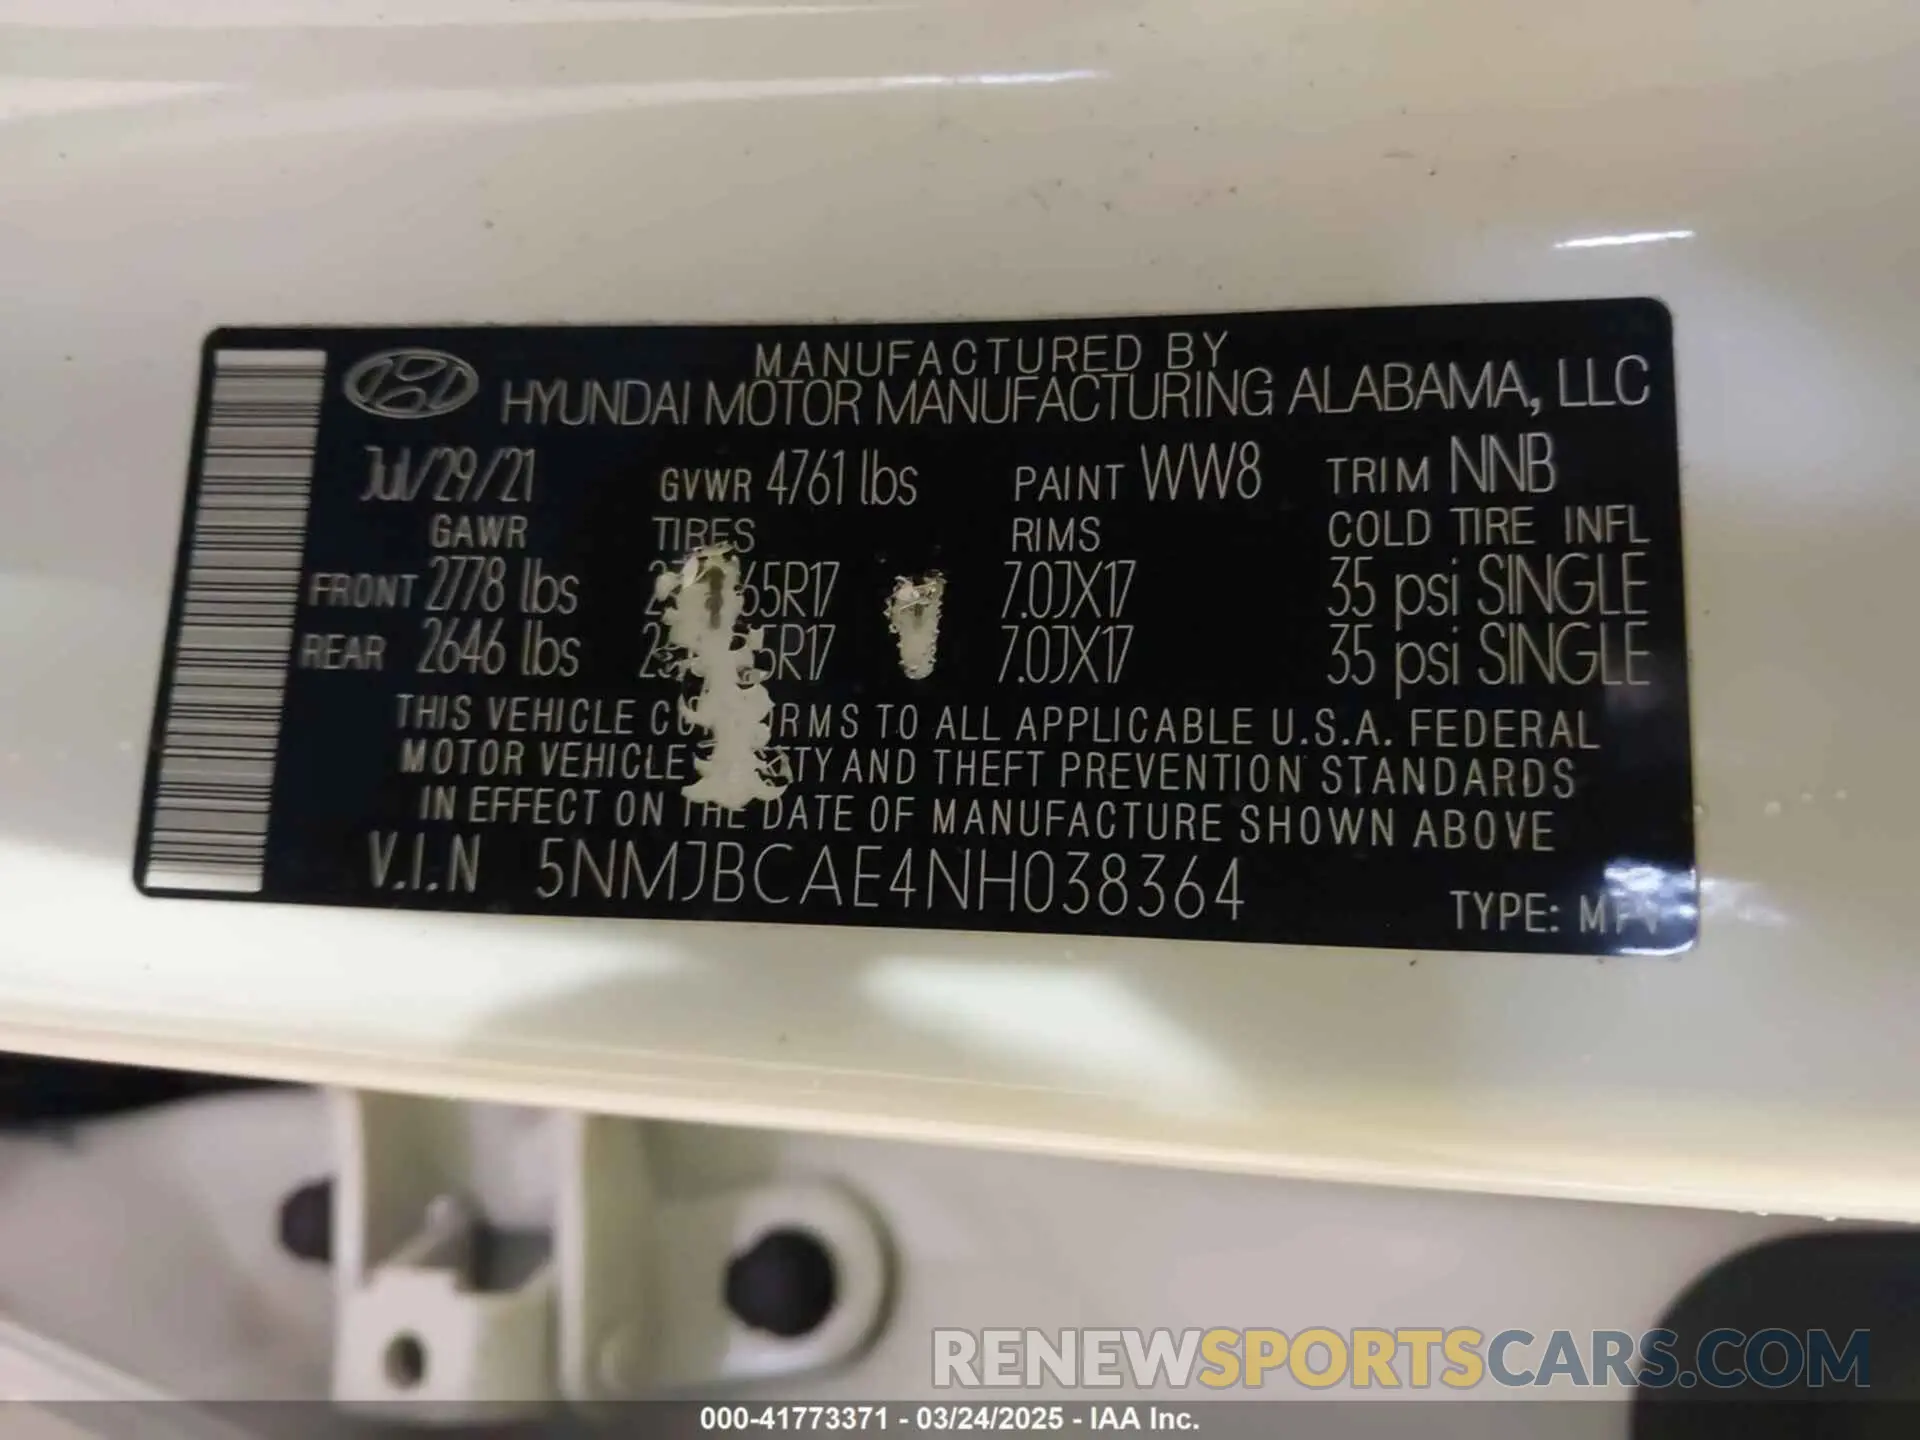 MANUFACTURED BY
HYUNDAI MOTOR MANUFACTURING ALABAMA, LLC
Jul/29/21 GVWR 4761 lbs PAINT WW8 TRIM NNB
GAWR TIRES RIMS COLD TIRE INFL
FRONT 2778 lbs 7.0JX17 35 psi SINGLE
REAR 2646 lbs 7.0JX17 35 psi SINGLE
THIS VEHICLE TO ALL APPLICABLE U.S.A. FEDERAL
MOTOR VEHICLE AND THEFT PREVENTION STANDARDS
IN EFFECT ON THE DATE OF MANUFACTURE SHOWN ABOVE
V.I.N 5NMJBCAE4NH038364
TYPE: MPV
RENEWSPORTSCARS.COM
000-41773371 - 03/24/2025 - IAA Inc.